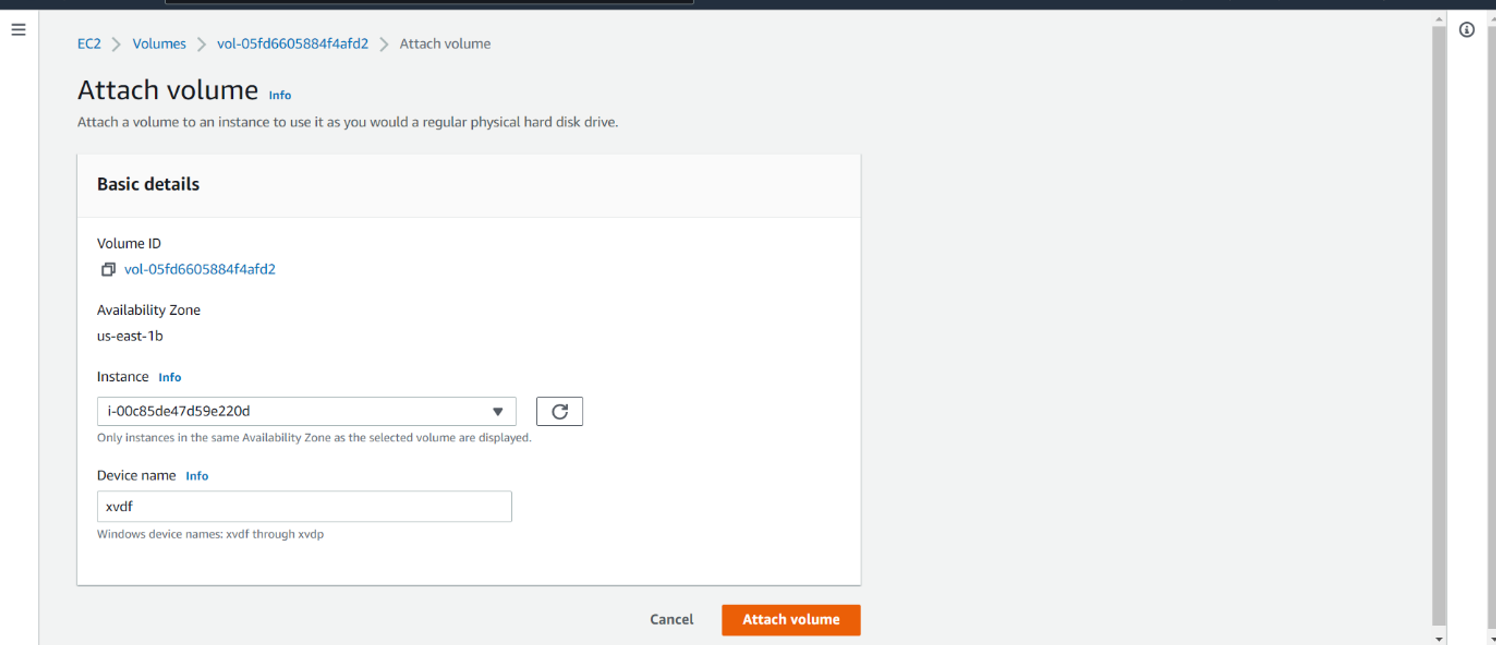 EC2 > Volumes > vol-05fd6605884f4afd2 > Attach volume
Attach volume Info
Attach a volume to an instance to use it as you would a regular physical hard disk drive.
Basic details
Volume ID
vol-05fd6605884f4afd2
Availability Zone
us-east-1b
Instance Info
i-00c85de47d59e220d
Only instances in the same Availability Zone as the selected volume are displayed.
Device name Info
xvdf
Windows device names: xvdf through xvdp
Cancel Attach volume